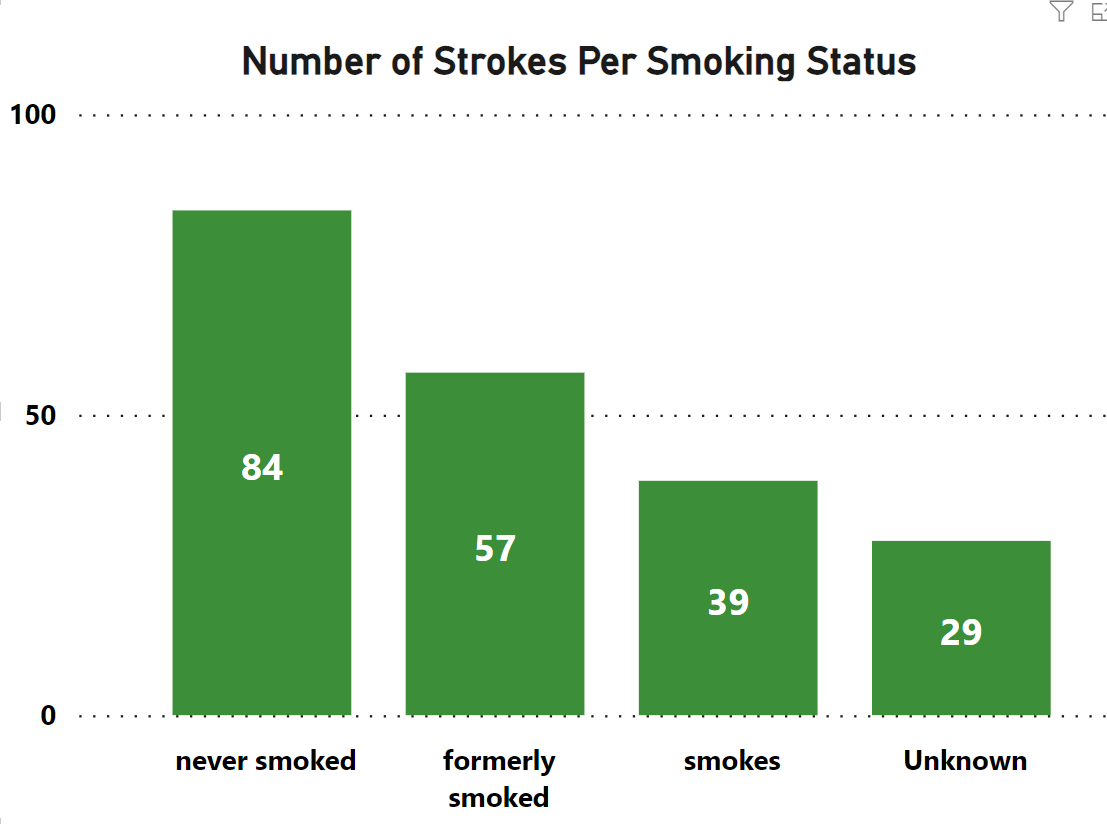 Number of Strokes Per Smoking Status
100
50
0
84
57
39
29
never smoked
formerly
smoked
smokes
Unknown